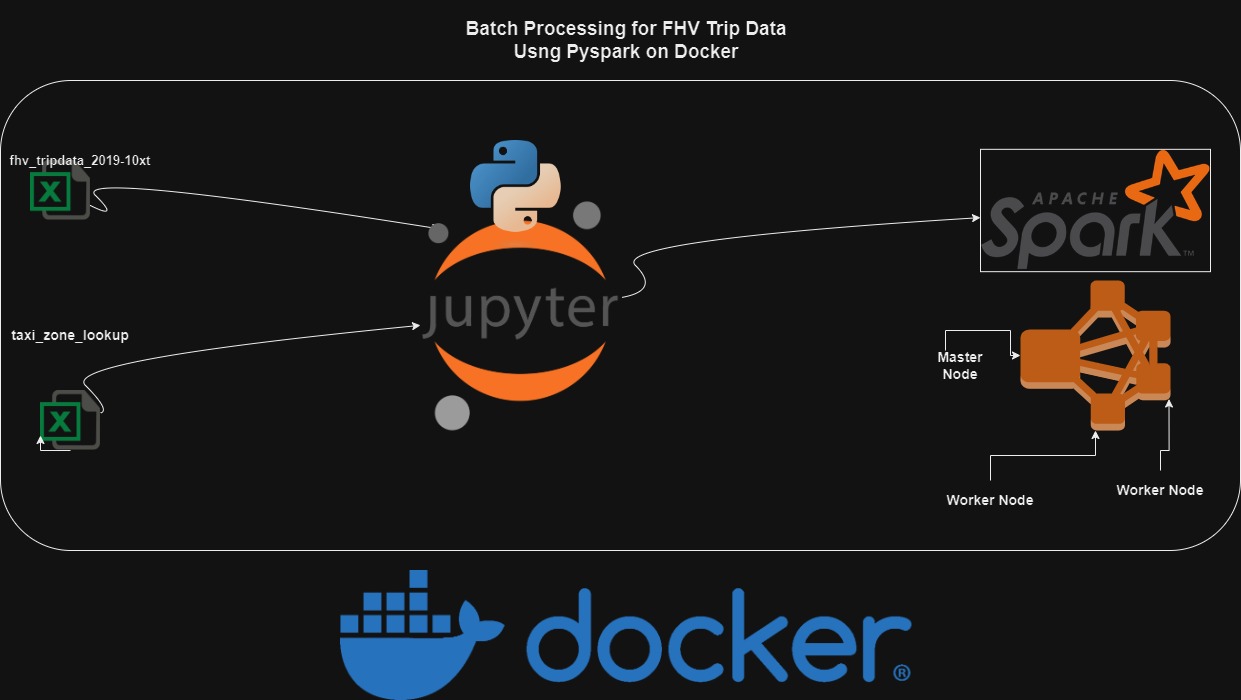 Batch Processing for FHV Trip Data
Usng Pyspark on Docker
fhv_tripdata_2019-10xt
X
APACHE
Spark™
jupyter
taxi_zone_lookup
X
Master
Node
Worker Node
Worker Node
docker®